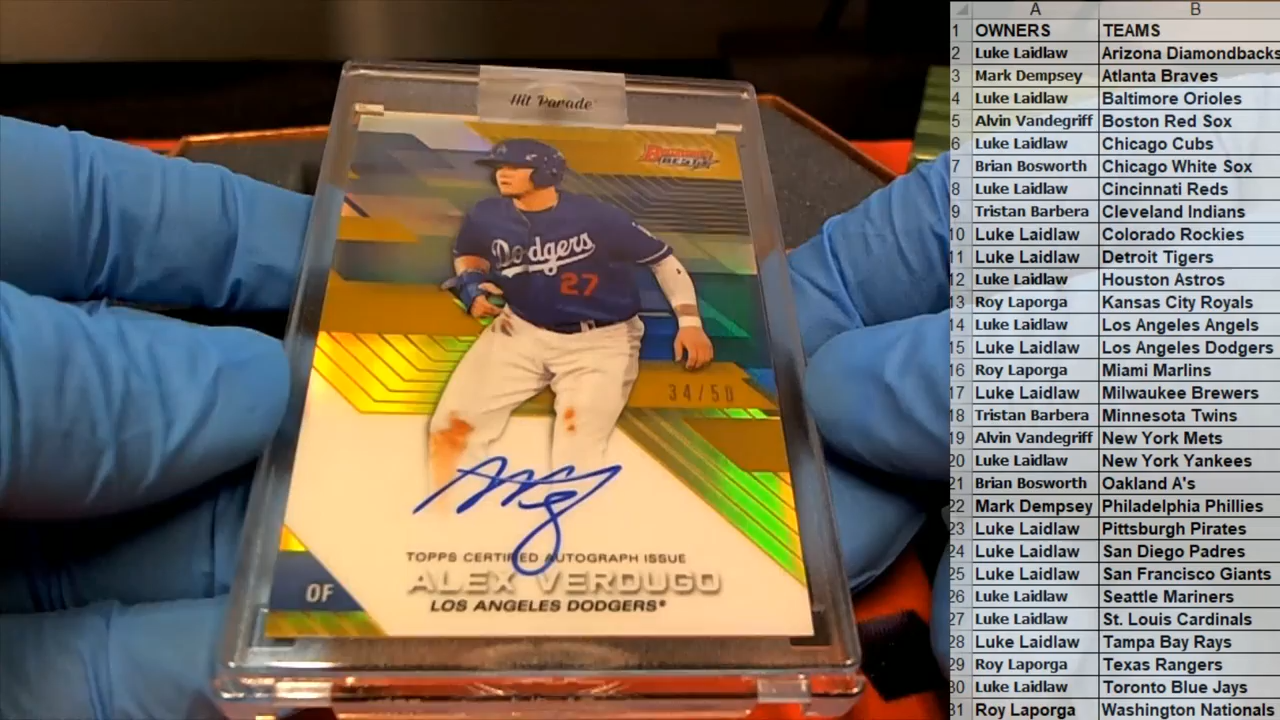 Hit Parade
Bowman's
BEST
Dodgers
27
34/50
TOPPS CERTIFIED AUTOGRAPH ISSUE
ALEX VERDUGO
OF
LOS ANGELES DODGERS®
A B
1 OWNERS TEAMS
2 Luke Laidlaw Arizona Diamondbacks
3 Mark Dempsey Atlanta Braves
4 Luke Laidlaw Baltimore Orioles
5 Alvin Vandegriff Boston Red Sox
6 Luke Laidlaw Chicago Cubs
7 Brian Bosworth Chicago White Sox
8 Luke Laidlaw Cincinnati Reds
9 Tristan Barbera Cleveland Indians
10 Luke Laidlaw Colorado Rockies
11 Luke Laidlaw Detroit Tigers
12 Luke Laidlaw Houston Astros
13 Roy Laporga Kansas City Royals
14 Luke Laidlaw Los Angeles Angels
15 Luke Laidlaw Los Angeles Dodgers
16 Roy Laporga Miami Marlins
17 Luke Laidlaw Milwaukee Brewers
18 Tristan Barbera Minnesota Twins
19 Alvin Vandegriff New York Mets
20 Luke Laidlaw New York Yankees
21 Brian Bosworth Oakland A's
22 Mark Dempsey Philadelphia Phillies
23 Luke Laidlaw Pittsburgh Pirates
24 Luke Laidlaw San Diego Padres
25 Luke Laidlaw San Francisco Giants
26 Luke Laidlaw Seattle Mariners
27 Luke Laidlaw St. Louis Cardinals
28 Luke Laidlaw Tampa Bay Rays
29 Roy Laporga Texas Rangers
30 Luke Laidlaw Toronto Blue Jays
31 Roy Laporga Washington Nationals